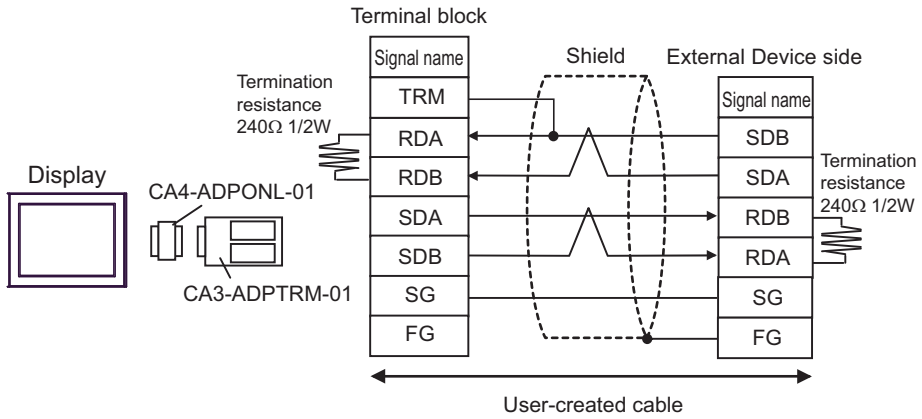 Terminal block
Signal name
TRM
RDA
RDB
SDA
SDB
SG
FG
Termination
resistance
240Ω 1/2W
Display
CA4-ADPONL-01
CA3-ADPTRM-01
Shield
External Device side
Signal name
SDB
SDA
RDB
RDA
SG
FG
Termination
resistance
240Ω 1/2W
User-created cable